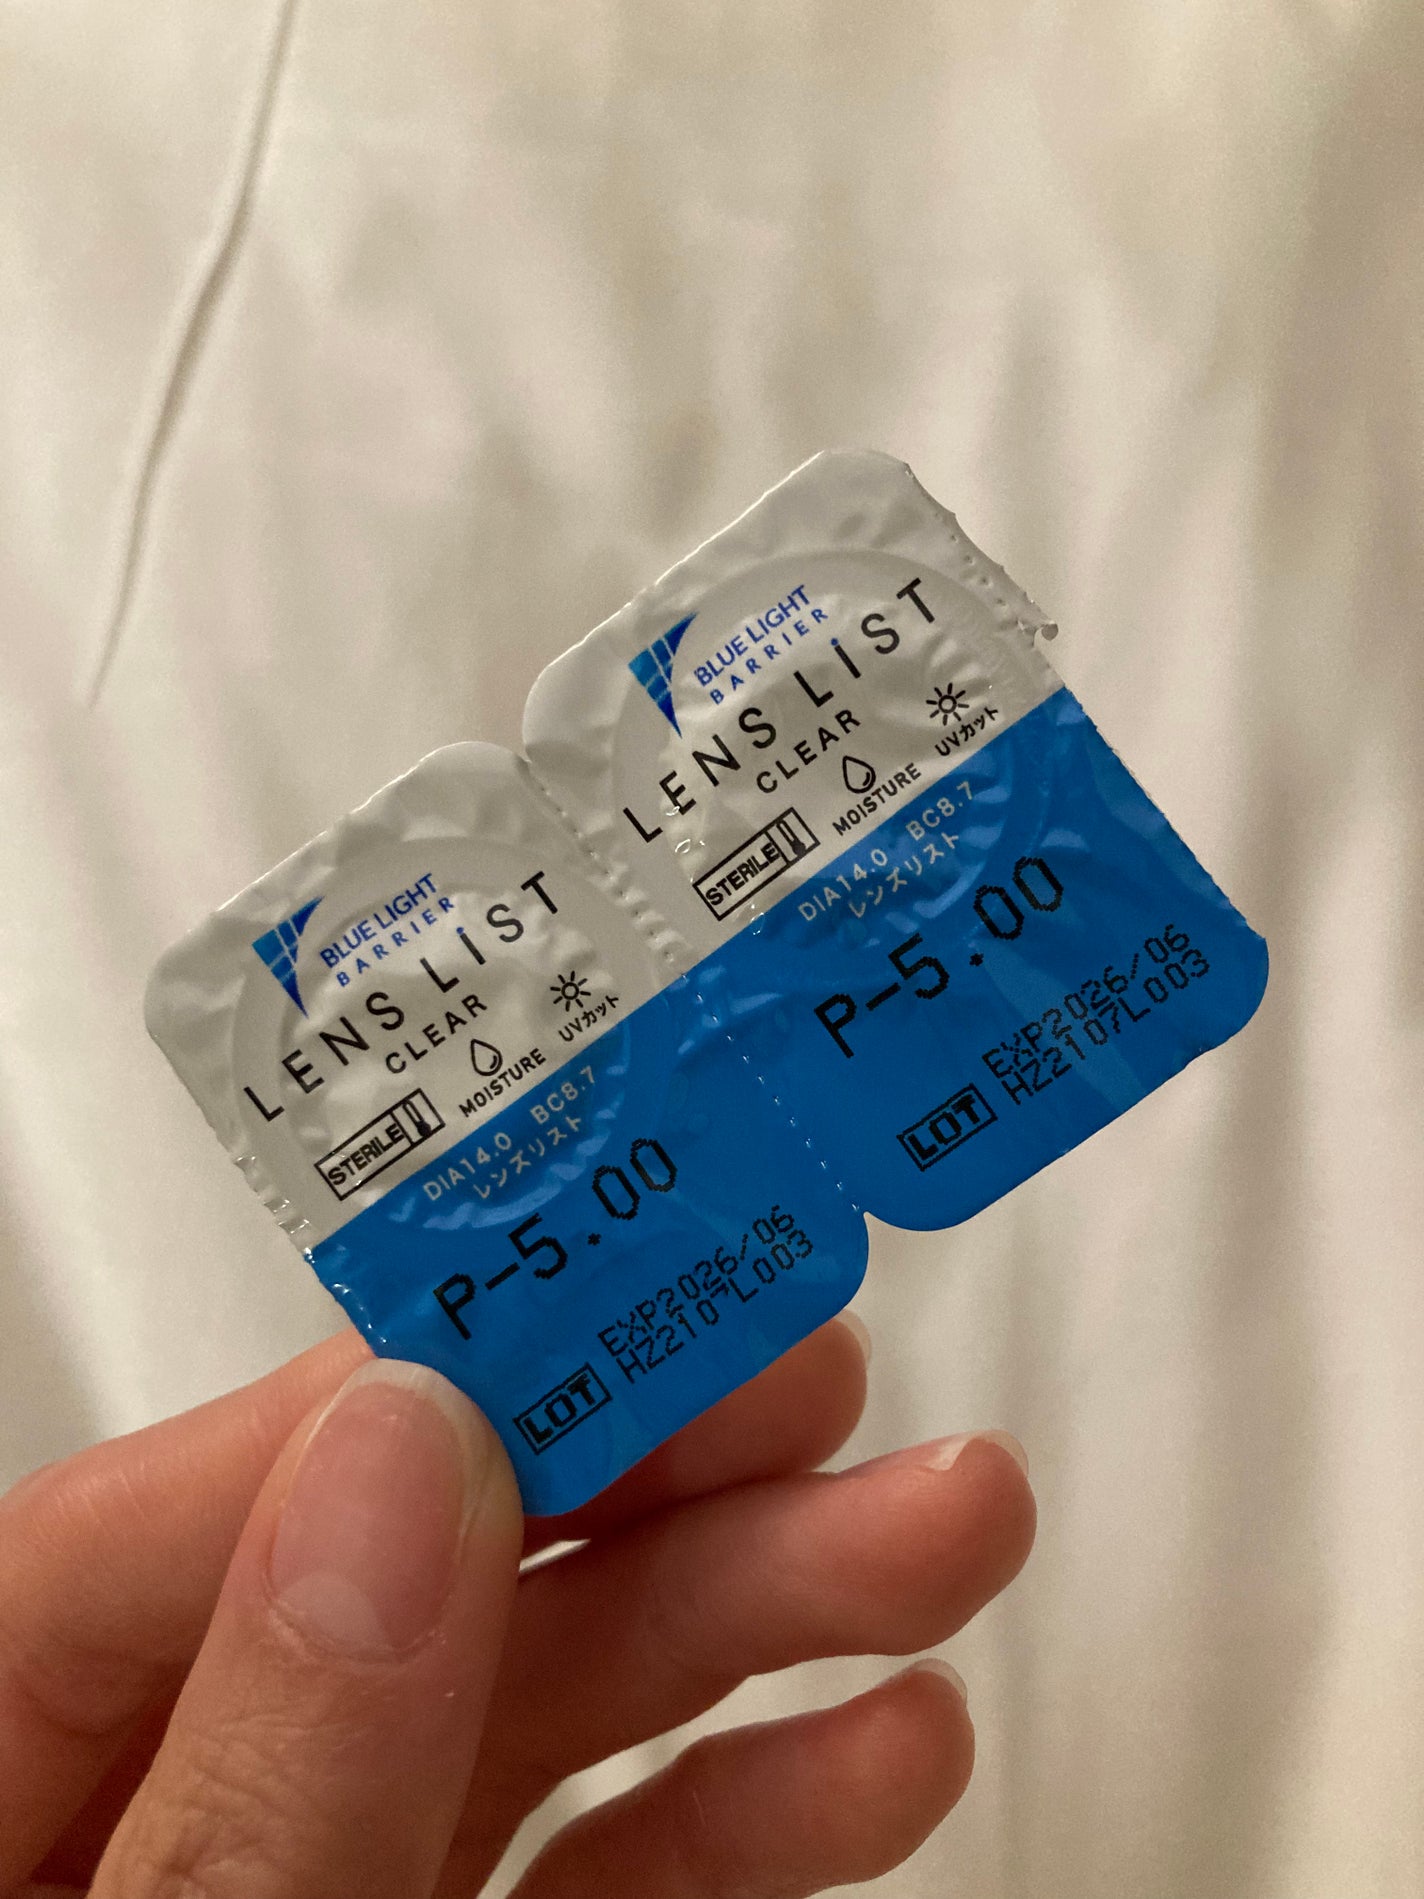 BLUE LIGHT
BARRIER
LENS LiST
CLEAR
UVカット
MOISTURE
STERILE
DIA14.0 BC8.7
レンズリスト
P-5.00
EXP2026/06
LOT HZ2107L003
BLUE LIGHT
BARRIER
LENS LiST
CLEAR
UVカット
MOISTURE
STERILE
DIA14.0 BC8.7
レンズリスト
P-5.00
EXP2026/06
LOT HZ2107L003